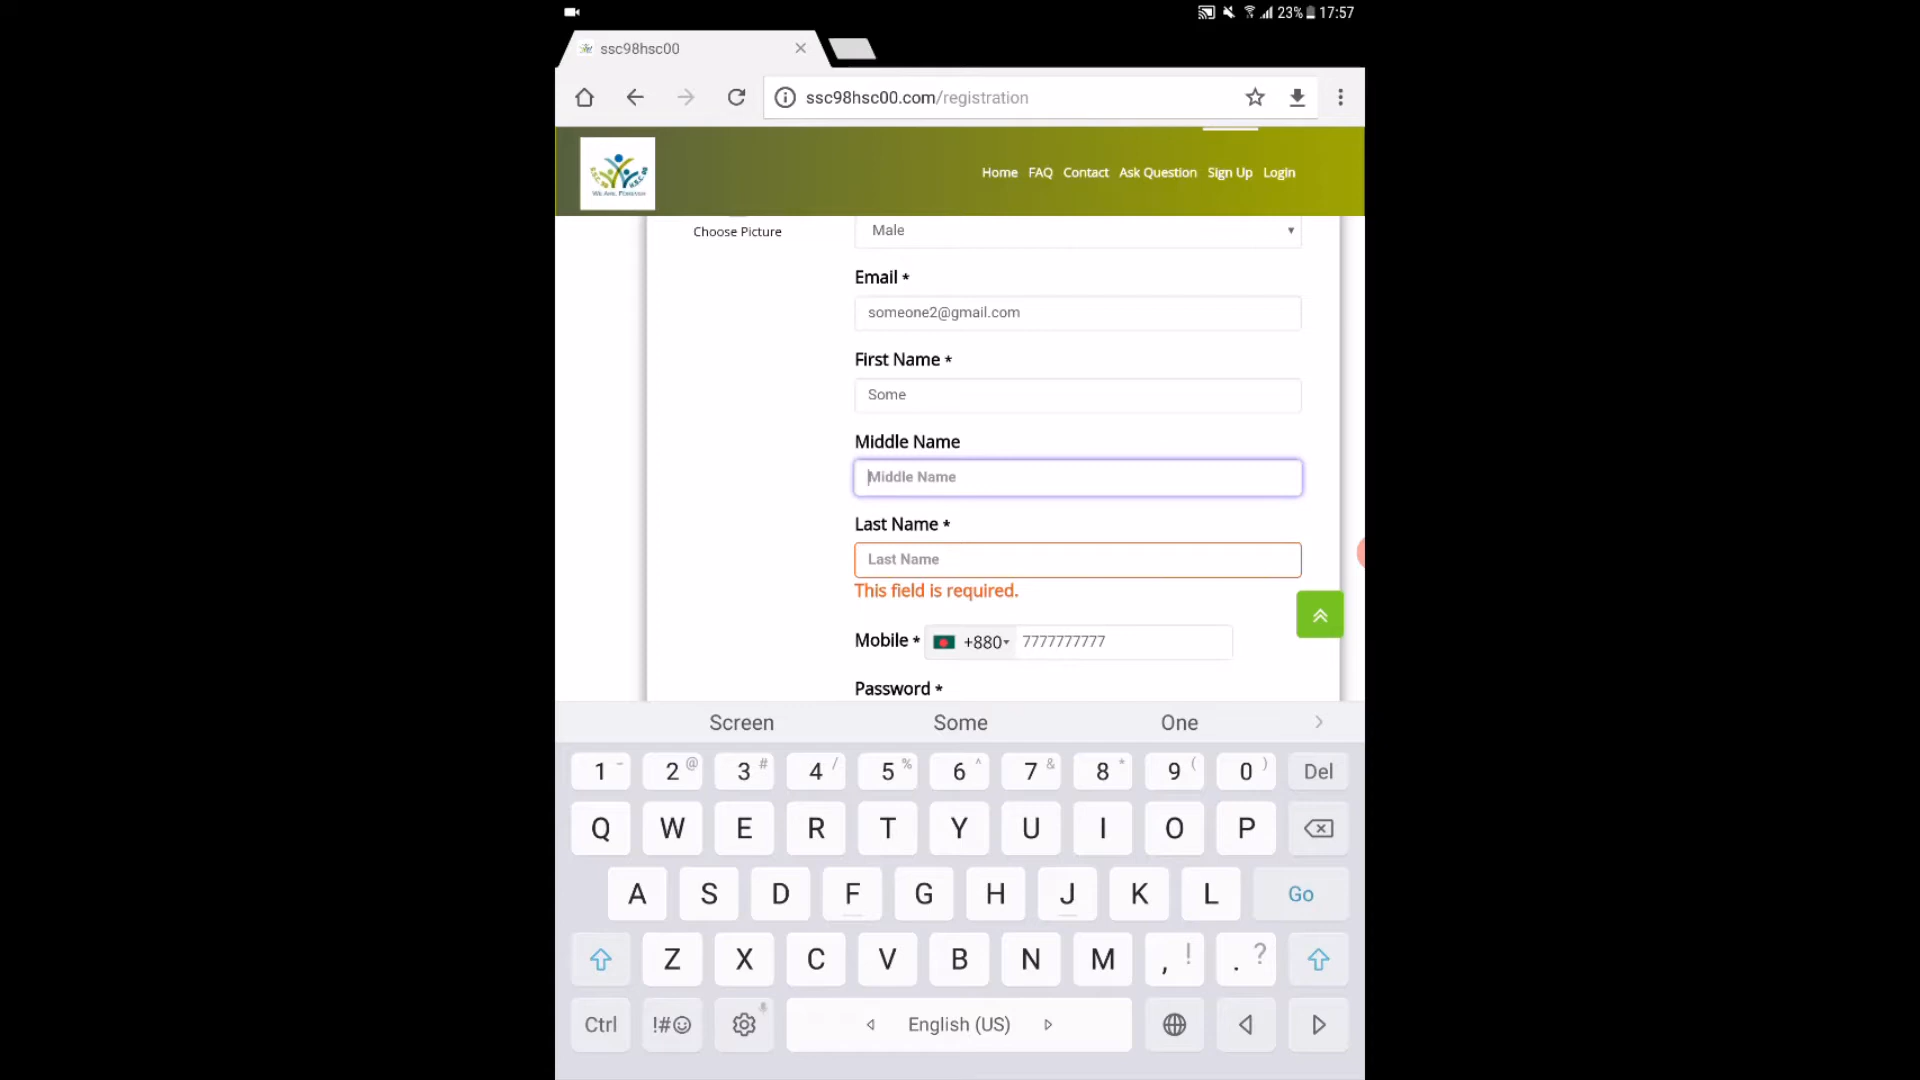 23% 17:57
ssc98hsc00
ssc98hsc00.com/registration
WE ARE, FOREVER
Home FAQ Contact Ask Question Sign Up Login
Choose Picture
Male
Email *
someone2@gmail.com
First Name *
Some
Middle Name
Middle Name
Last Name *
Last Name
This field is required.
Mobile * +880 7777777777
Password *
Screen Some One
1 - 2 @ 3 # 4 / 5 % 6 ^ 7 & 8 * 9 ( 0 ) Del
Q W E R T Y U I O P
A S D F G H J K L Go
Z X C V B N M , ! . ?
Ctrl !#☺ English (US)